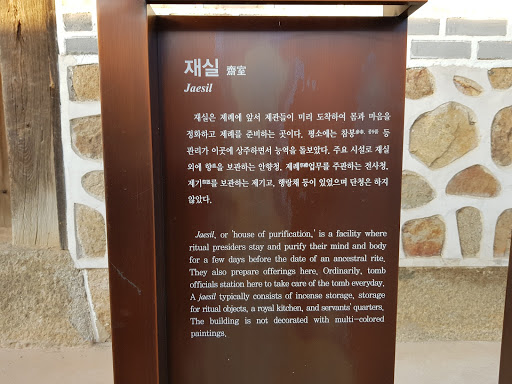 재실 齋室
Jaesil
재실은 제례에 앞서 제관들이 미리 도착하여 몸과 마음을
정화하고 제례를 준비하는 곳이다. 평소에는 참봉參奉, 등
관리가 이곳에 상주하면서 능역을 돌보았다. 주요 시설로 재실
외에 향香을 보관하는 안향청, 제례祭禮업무를 주관하는 전사청,
제기祭器를 보관하는 제기고, 행랑채 등이 있었으며 단청은 하지
않았다.
Jaesil, or 'house of purification,' is a facility where
ritual presiders stay and purify their mind and body
for a few days before the date of an ancestral rite.
They also prepare offerings here. Ordinarily, tomb
officials station here to take care of the tomb everyday.
A jaesil typically consists of incense storage, storage
for ritual objects, a royal kitchen, and servants' quarters.
The building is not decorated with multi-colored
paintings.